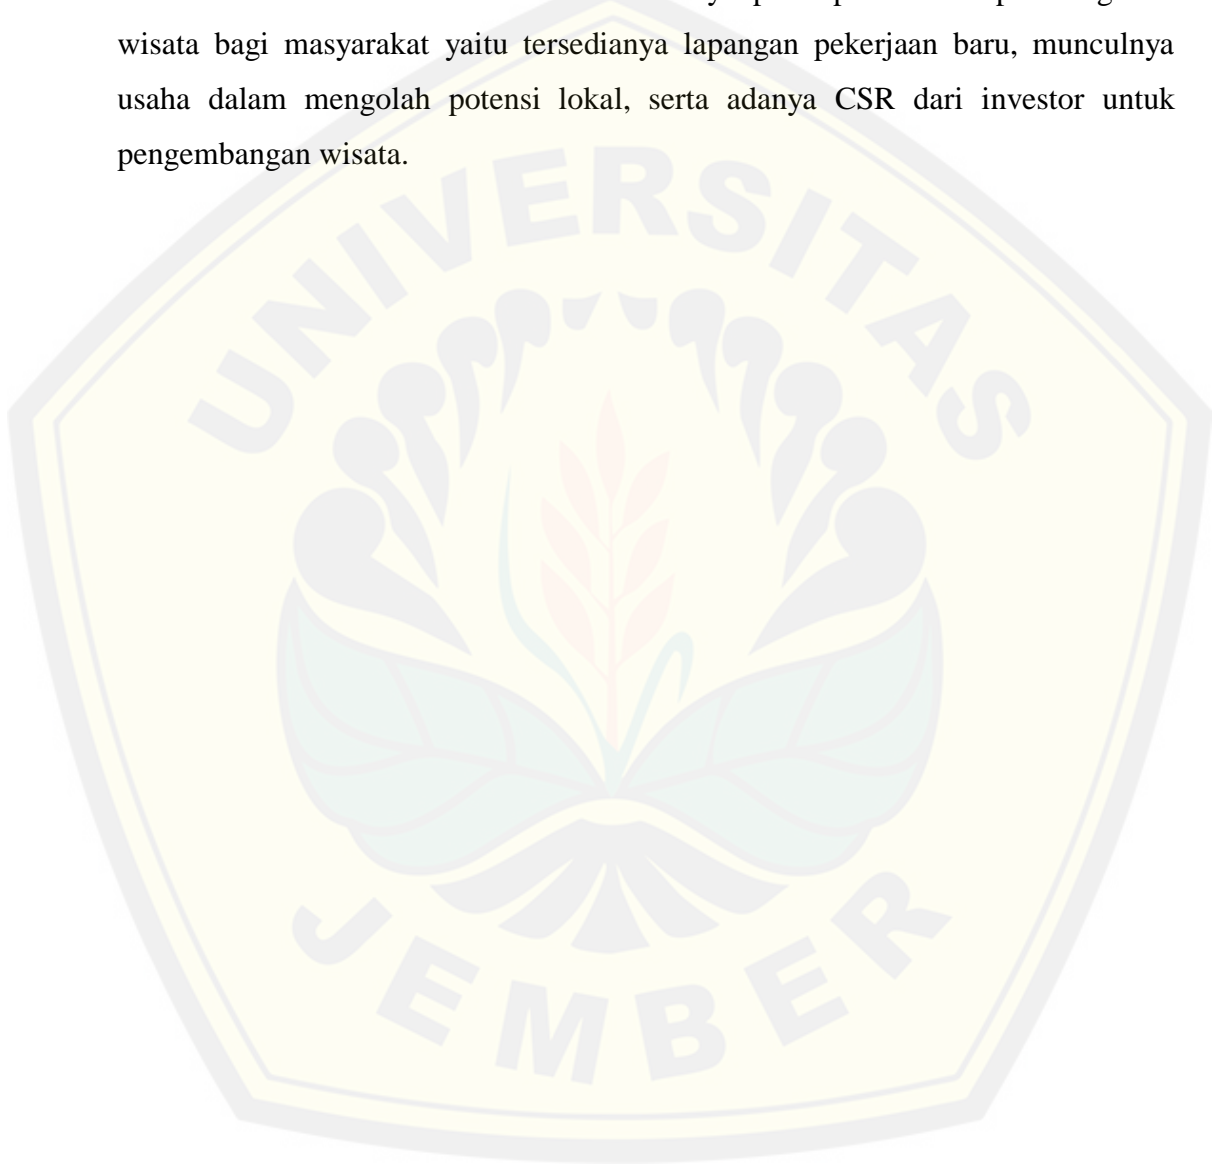 wisata bagi masyarakat yaitu tersedianya lapangan pekerjaan baru, munculnya
usaha dalam mengolah potensi lokal, serta adanya CSR dari investor untuk
pengembangan wisata.
UNIVERSITAS
JEMBER